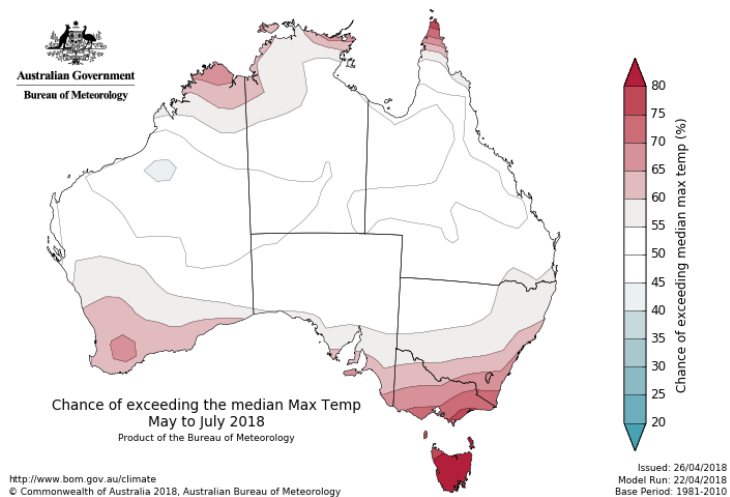 Australian Government
Bureau of Meteorology
80
75
70
65
60
55
50
45
40
35
30
25
20
Chance of exceeding median max temp (%)
Chance of exceeding the median Max Temp
May to July 2018
Product of the Bureau of Meteorology
http://www.bom.gov.au/climate
© Commonwealth of Australia 2018, Australian Bureau of Meteorology
Issued: 26/04/2018
Model Run: 22/04/2018
Base Period: 1981-2010